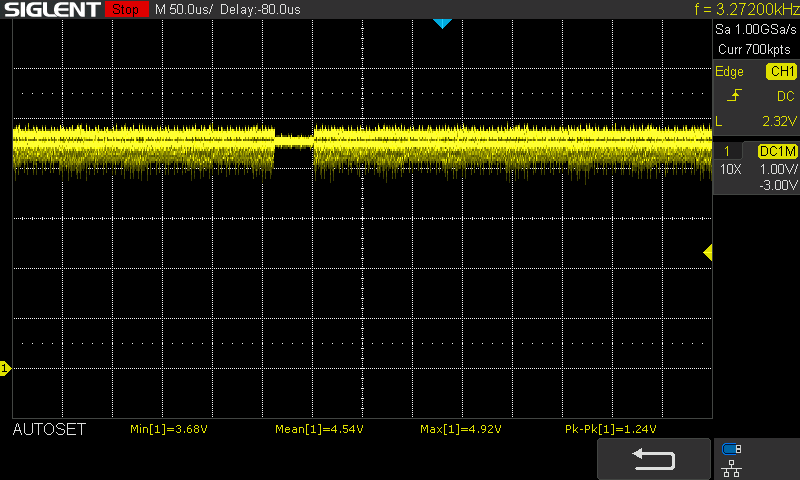 SIGLENT Stop M 50.0us/ Delay:-80.0us f = 3.27200kHz
Sa 1.00GSa/s
Curr 700kpts
Edge CH1
DC
L 2.32V
1 DC1M
10X 1.00V/
-3.00V
1
AUTOSET Min[1]=3.68V Mean[1]=4.54V Max[1]=4.92V Pk-Pk[1]=1.24V